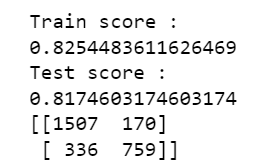 Train score :
0.8254483611626469
Test score :
0.8174603174603174
[[1507  170]
 [ 336  759]]